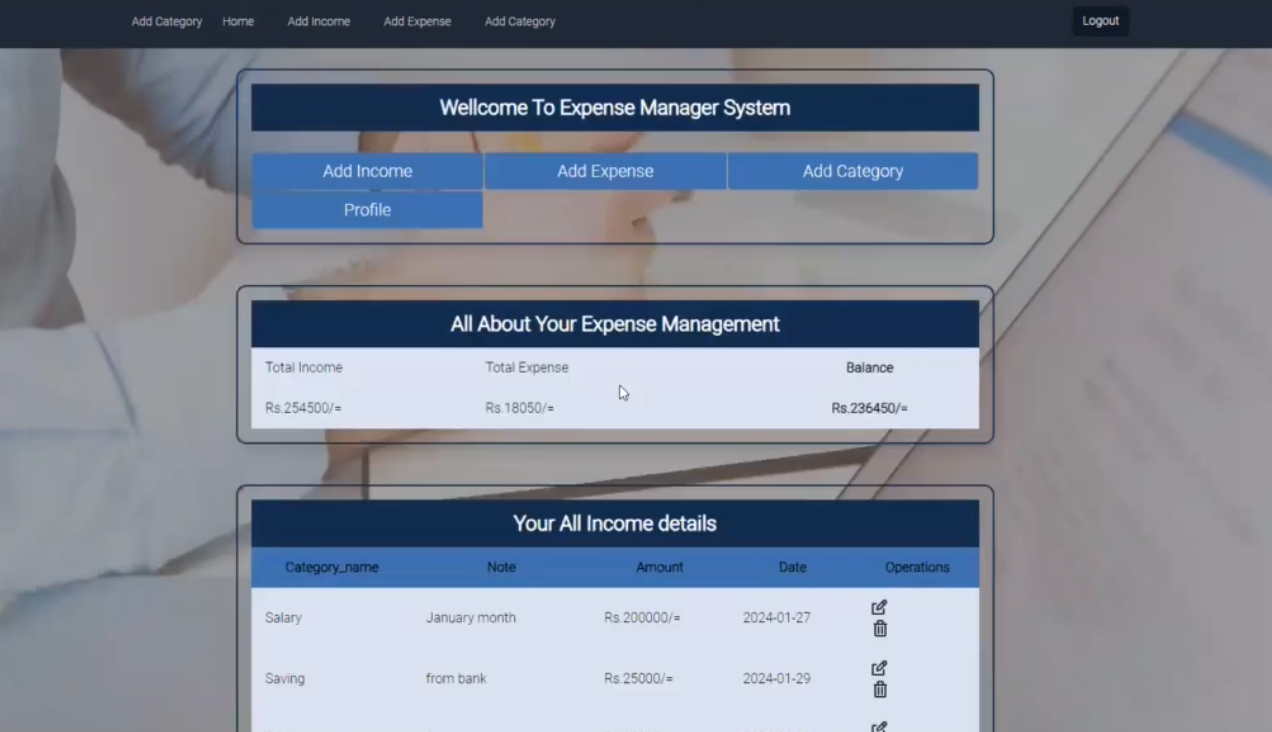 Add Category Home Add Income Add Expense Add Category Logout
Wellcome To Expense Manager System
Add Income Add Expense Add Category
Profile
All About Your Expense Management
Total Income Total Expense Balance
Rs.254500/= Rs.18050/= Rs.236450/=
Your All Income details
Category_name Note Amount Date Operations
Salary January month Rs.200000/= 2024-01-27
Saving from bank Rs.25000/= 2024-01-29